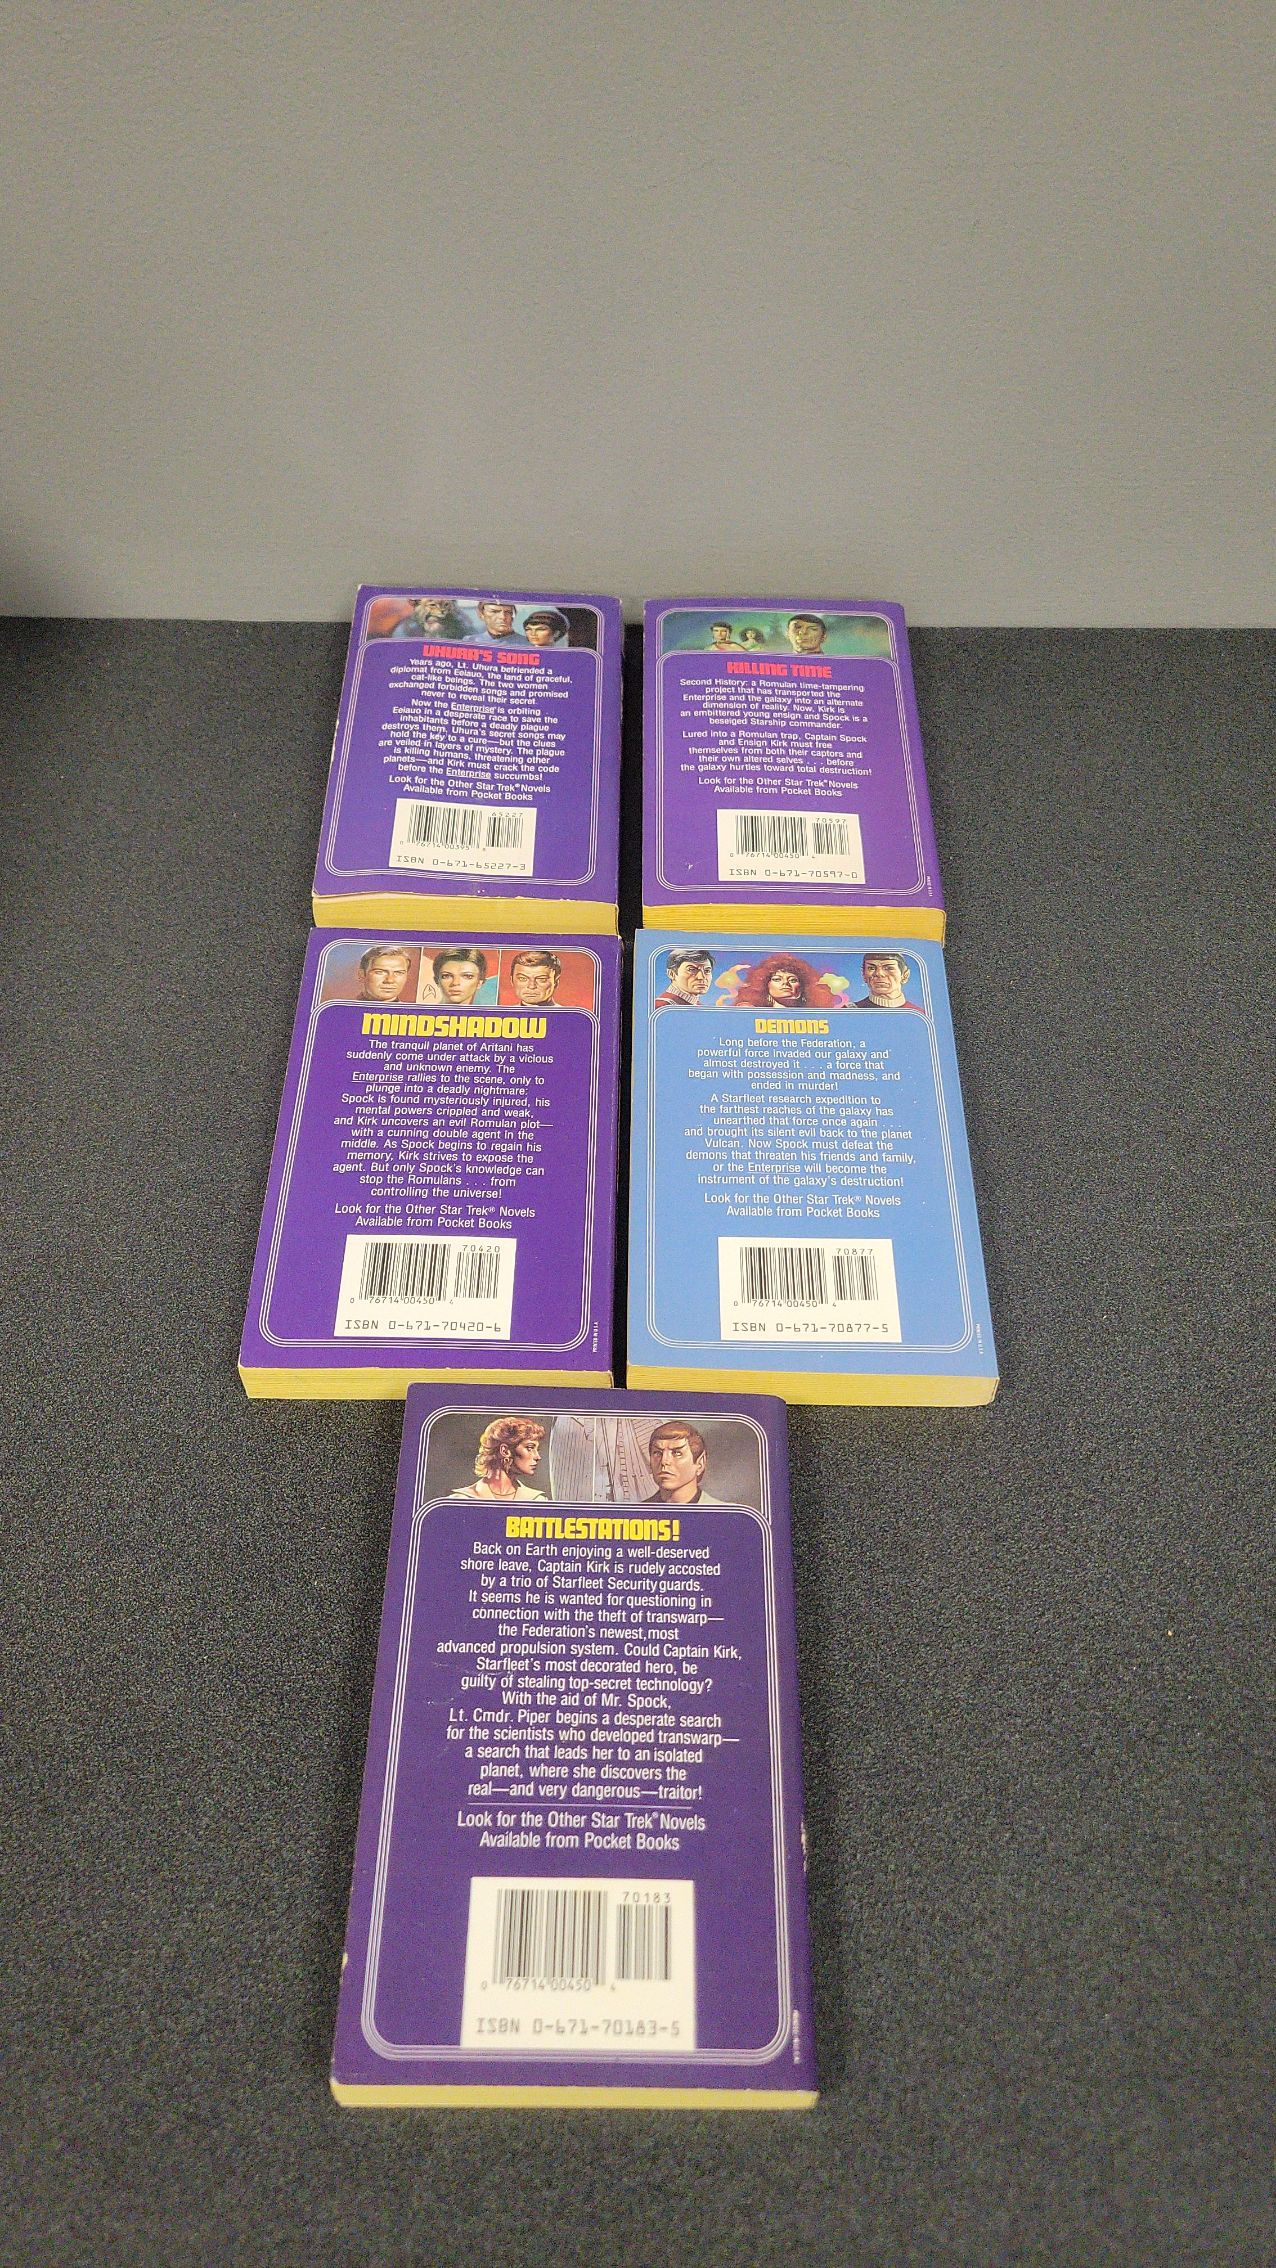 UHURA'S SONG
Years ago, Lt. Uhura befriended a
diplomat from Eeiauo, the land of graceful,
cat-like beings. The two women
exchanged forbidden songs and promised
never to reveal their secret.
Now the Enterprise is orbiting
Eeiauo in a desperate race to save the
inhabitants before a deadly plague
destroys them. Uhura's secret songs may
hold the key to a cure—but the clues
are veiled in layers of mystery. The plague
is killing humans, threatening other
planets—and Kirk must crack the code
before the Enterprise succumbs!
Look for the Other Star Trek® Novels
Available from Pocket Books
65227
0 76714 00395 8
ISBN 0-671-65227-3
KILLING TIME
Second History: a Romulan time-tampering
project that has transported the
Enterprise and the galaxy into an alternate
dimension of reality. Now, Kirk is
an embittered young ensign and Spock is a
beseiged Starship commander.
Lured into a Romulan trap, Captain Spock
and Ensign Kirk must free
themselves from both their captors and
their own altered selves . . . before
the galaxy hurtles toward total destruction!
Look for the Other Star Trek® Novels
Available from Pocket Books
70597
0 76714 00450 4
ISBN 0-671-70597-0
MINDSHADOW
The tranquil planet of Aritani has
suddenly come under attack by a vicious
and unknown enemy. The
Enterprise rallies to the scene, only to
plunge into a deadly nightmare:
Spock is found mysteriously injured, his
mental powers crippled and weak,
and Kirk uncovers an evil Romulan plot—
with a cunning double agent in the
middle. As Spock begins to regain his
memory, Kirk strives to expose the
agent. But only Spock's knowledge can
stop the Romulans . . . from
controlling the universe!
Look for the Other Star Trek® Novels
Available from Pocket Books
70420
0 76714 00450 4
ISBN 0-671-70420-6
PRINTED IN U.S.A.
DEMONS
Long before the Federation, a
powerful force invaded our galaxy and
almost destroyed it . . . a force that
began with possession and madness, and
ended in murder!
A Starfleet research expedition to
the farthest reaches of the galaxy has
unearthed that force once again . . .
and brought its silent evil back to the planet
Vulcan. Now Spock must defeat the
demons that threaten his friends and family,
or the Enterprise will become the
instrument of the galaxy's destruction!
Look for the Other Star Trek® Novels
Available from Pocket Books
70877
0 76714 00450 4
ISBN 0-671-70877-5
PRINTED IN U.S.A.
BATTLESTATIONS!
Back on Earth enjoying a well-deserved
shore leave, Captain Kirk is rudely accosted
by a trio of Starfleet Security guards.
It seems he is wanted for questioning in
connection with the theft of transwarp—
the Federation's newest, most
advanced propulsion system. Could Captain Kirk,
Starfleet's most decorated hero, be
guilty of stealing top-secret technology?
With the aid of Mr. Spock,
Lt. Cmdr. Piper begins a desperate search
for the scientists who developed transwarp—
a search that leads her to an isolated
planet, where she discovers the
real—and very dangerous—traitor!
Look for the Other Star Trek® Novels
Available from Pocket Books
70183
0 76714 00450 4
ISBN 0-671-70183-5